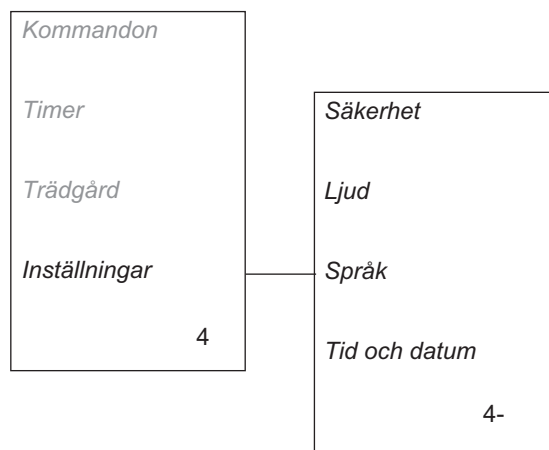 Kommandon
Timer
Trädgård
Inställningar
4
Säkerhet
Ljud
Språk
Tid och datum
4-